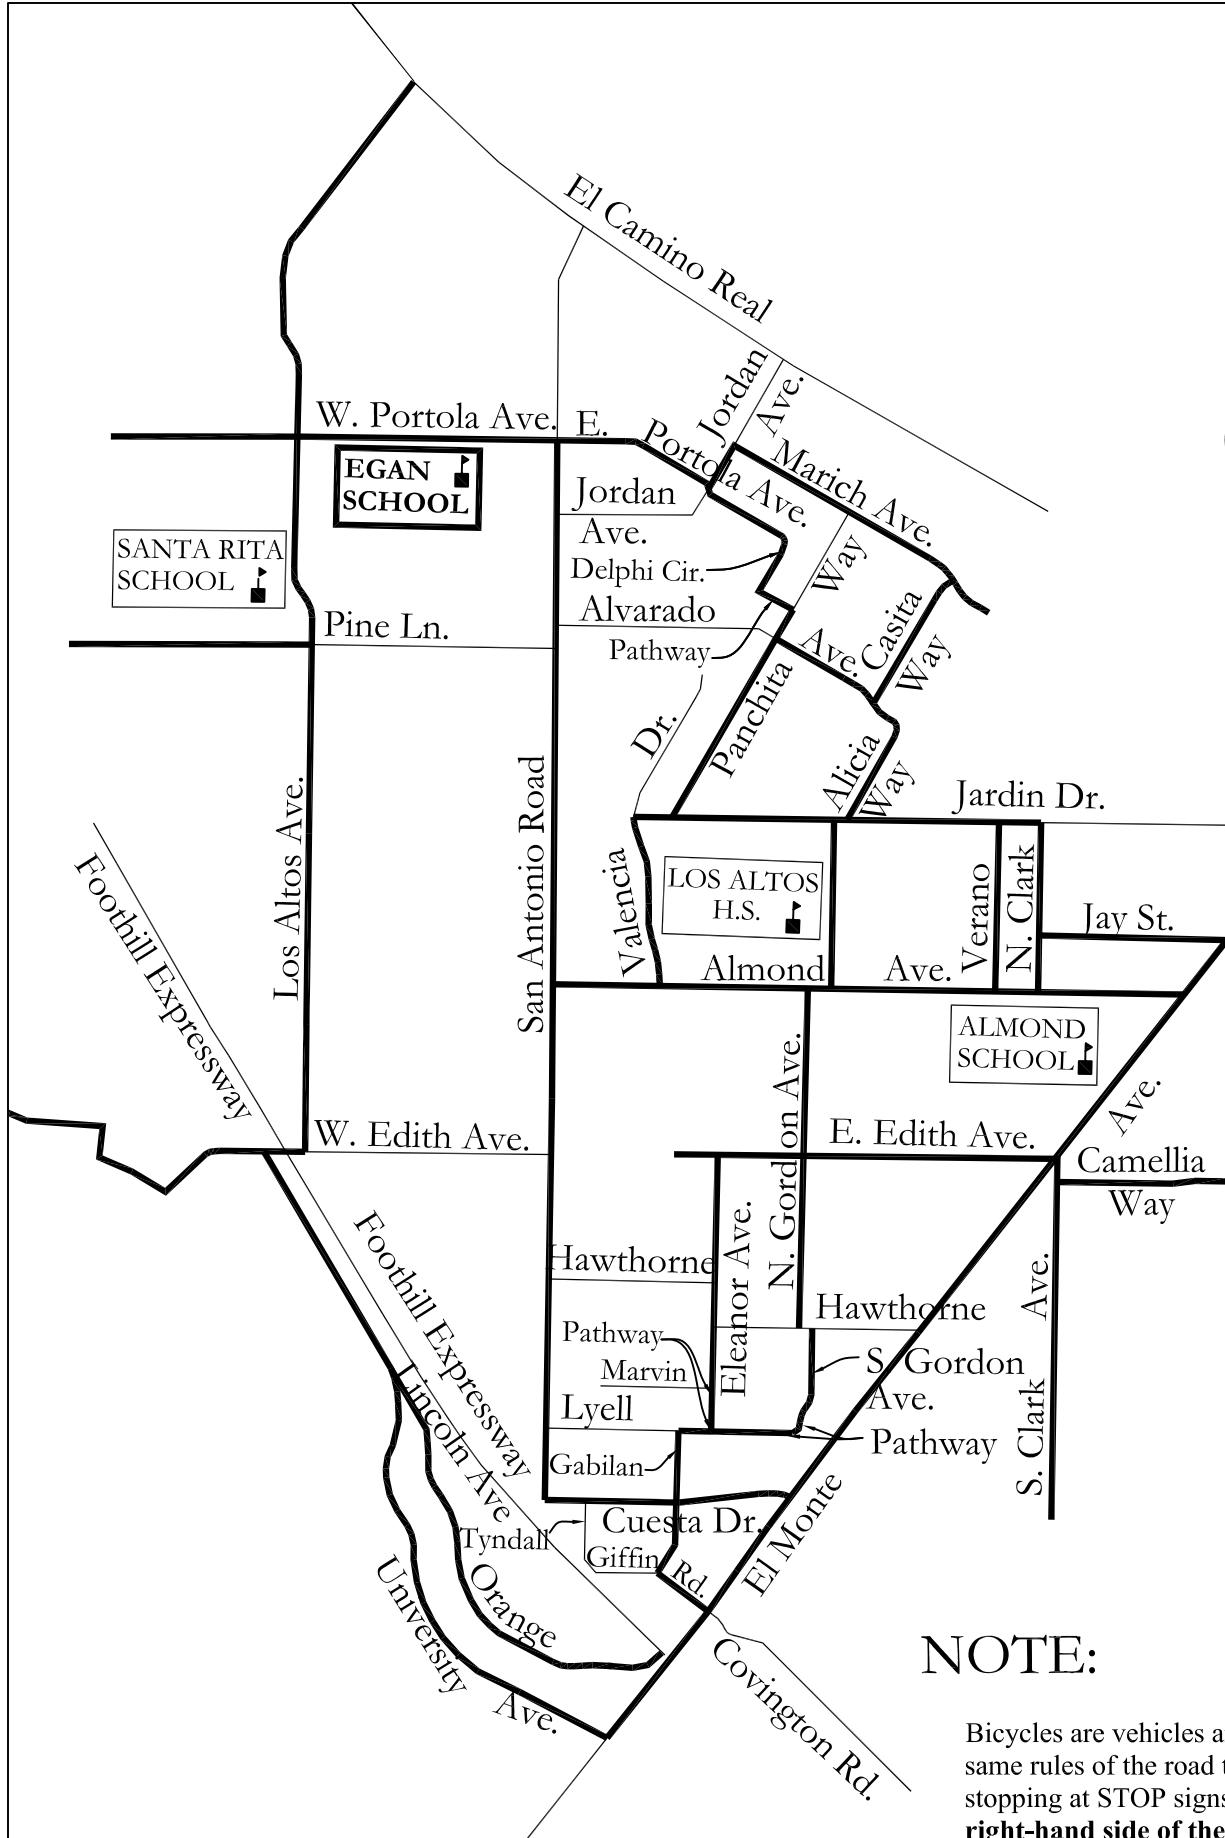 El Camino Real
Jordan
Ave.
W. Portola Ave.
E.
Portola Ave.
Marich Ave.
EGAN
SCHOOL
Jordan
Ave.
SANTA RITA
SCHOOL
Delphi Cir.
Way
Casita
Way
Alvarado
Ave.
Pine Ln.
Pathway
Panchita
Dr.
Alicia
Way
Jardin Dr.
Los Altos Ave.
San Antonio Road
Valencia
LOS ALTOS
H.S.
Verano
N. Clark
Jay St.
Foothill Expressway
Almond
Ave.
ALMOND
SCHOOL
N. Gordon Ave.
Ave.
W. Edith Ave.
E. Edith Ave.
Camellia
Way
Foothill Expressway
Hawthorne
Eleanor Ave.
Hawthorne
Ave.
S. Clark
Pathway
Marvin
S. Gordon
Ave.
Lyell
Pathway
Lincoln Ave
Gabilan
Cuesta Dr.
Tyndall
Giffin
Rd.
El Monte
Orange
University
Ave.
Covington Rd.
NOTE:
Bicycles are vehicles a
same rules of the road t
stopping at STOP signs
right-hand side of the